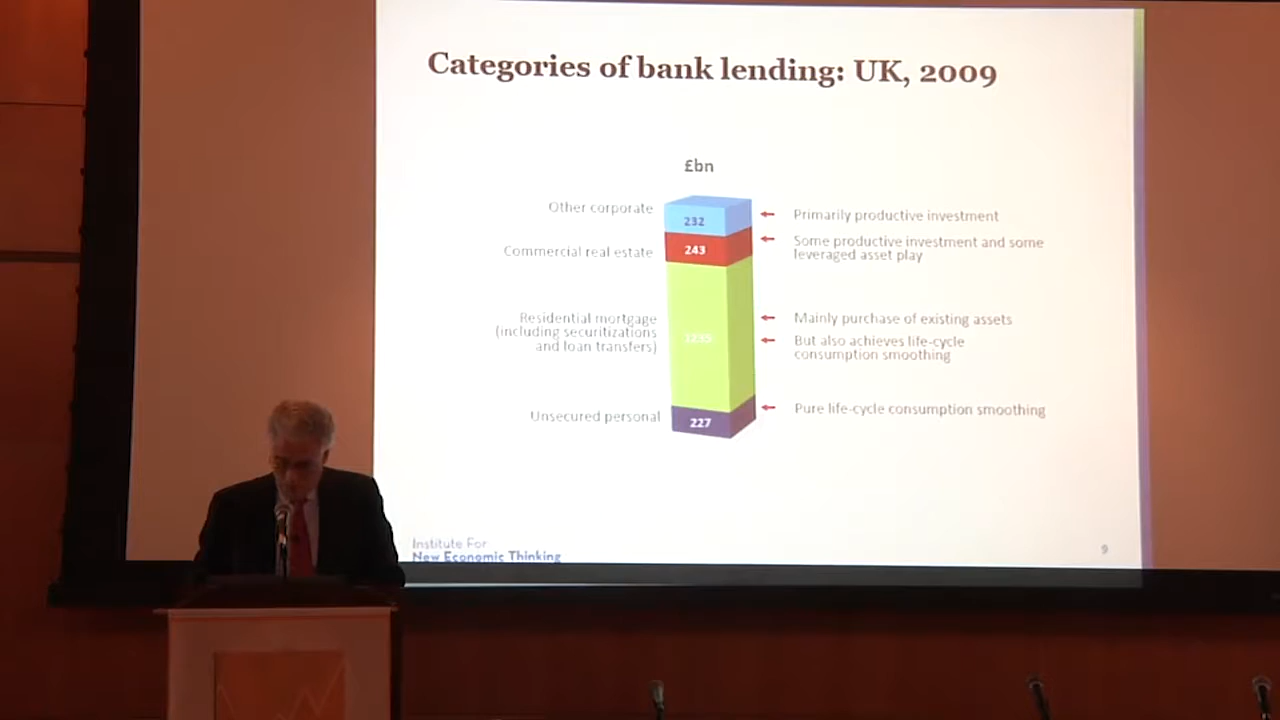 Categories of bank lending: UK, 2009
£bn
Other corporate
232
Primarily productive investment
Commercial real estate
243
Some productive investment and some
leveraged asset play
Residential mortgage
(including securitizations
and loan transfers)
Mainly purchase of existing assets
But also achieves life-cycle
consumption smoothing
Unsecured personal
227
Pure life-cycle consumption smoothing
Institute For
New Economic Thinking
9